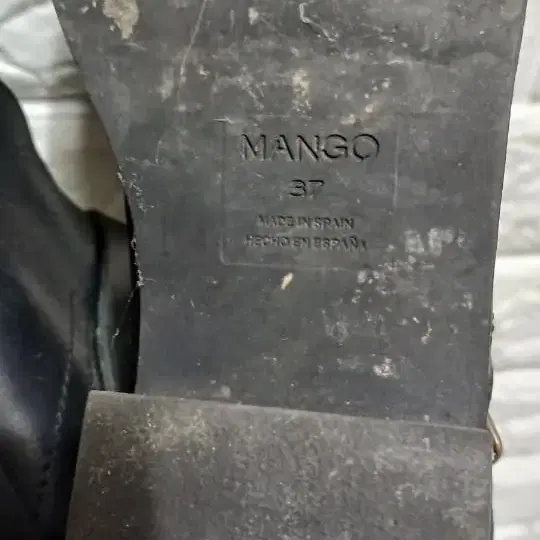 MANGO
37
MADE IN SPAIN
HECHO EN ESPAÑA